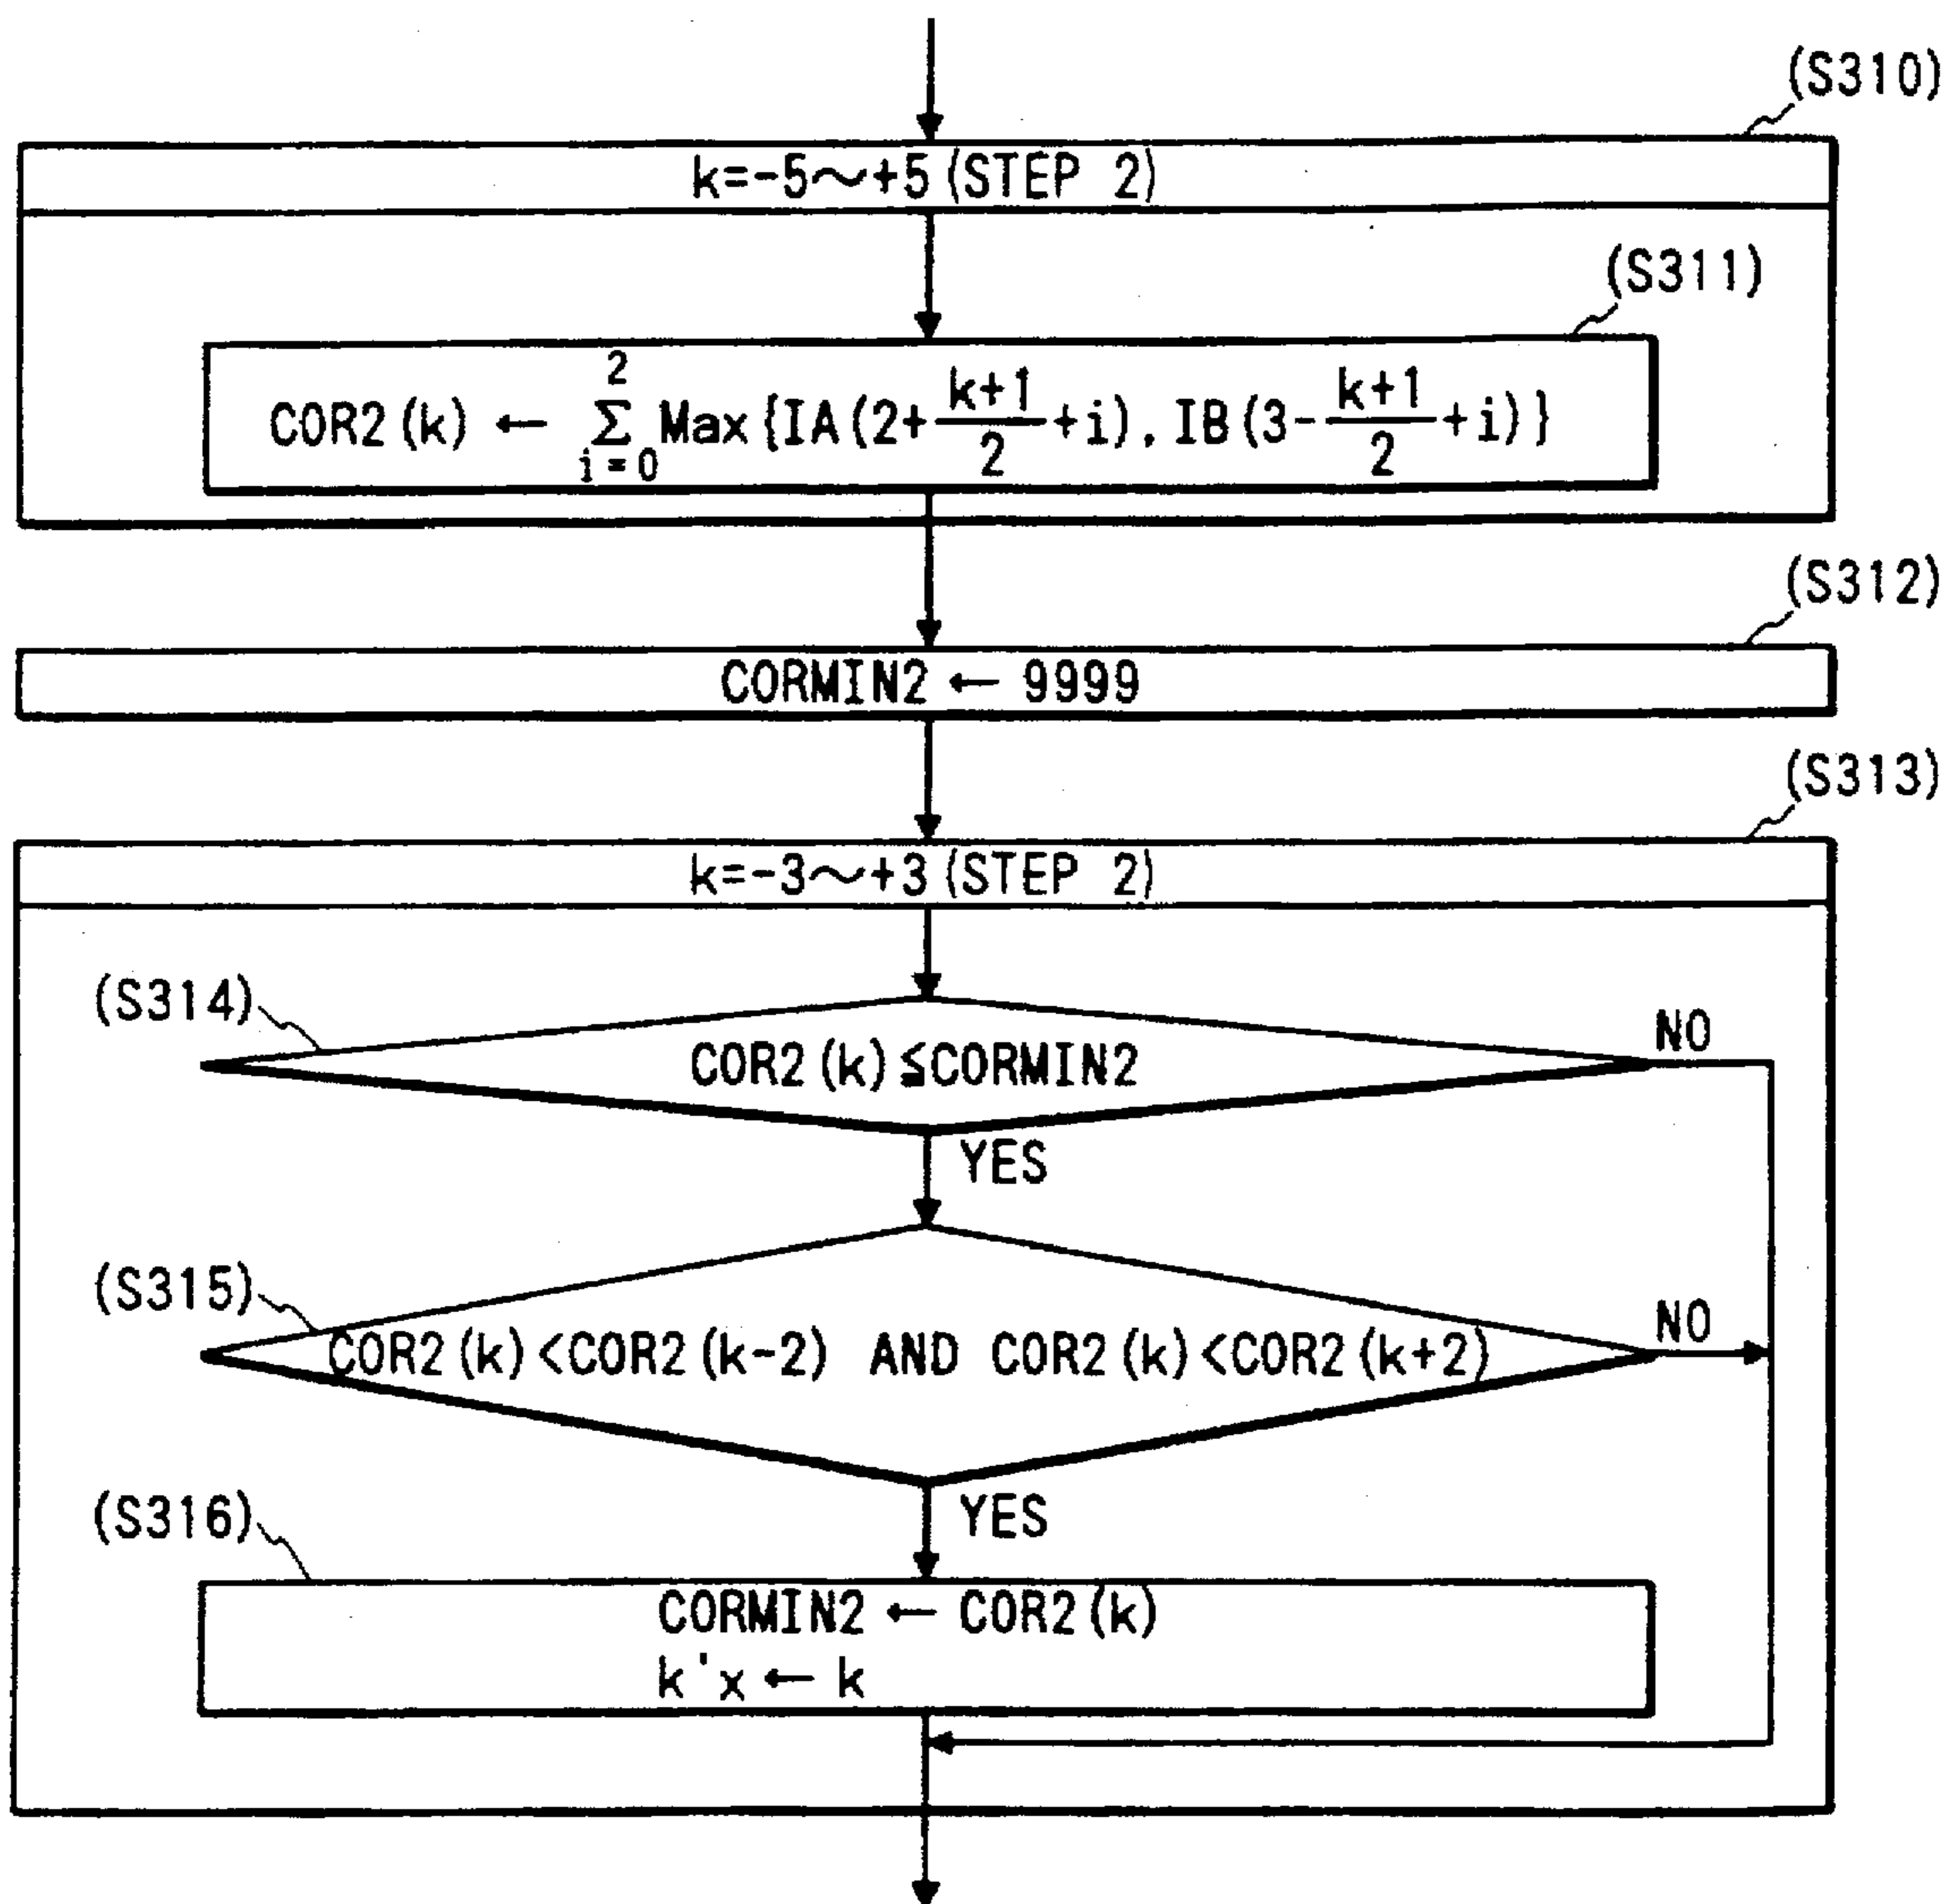 (S310)
k=-5～+5(STEP 2)
(S311)
COR2(k) ← 2∑i=0 Max{IA(2+(k+1)/2+i), IB(3-(k+1)/2+i)}
(S312)
CORMIN2 ← 9999
(S313)
k=-3～+3(STEP 2)
(S314)
COR2(k)≦CORMIN2
NO
YES
(S315)
COR2(k)<COR2(k-2) AND COR2(k)<COR2(k+2)
NO
YES
(S316)
CORMIN2 ← COR2(k)
k'x ← k